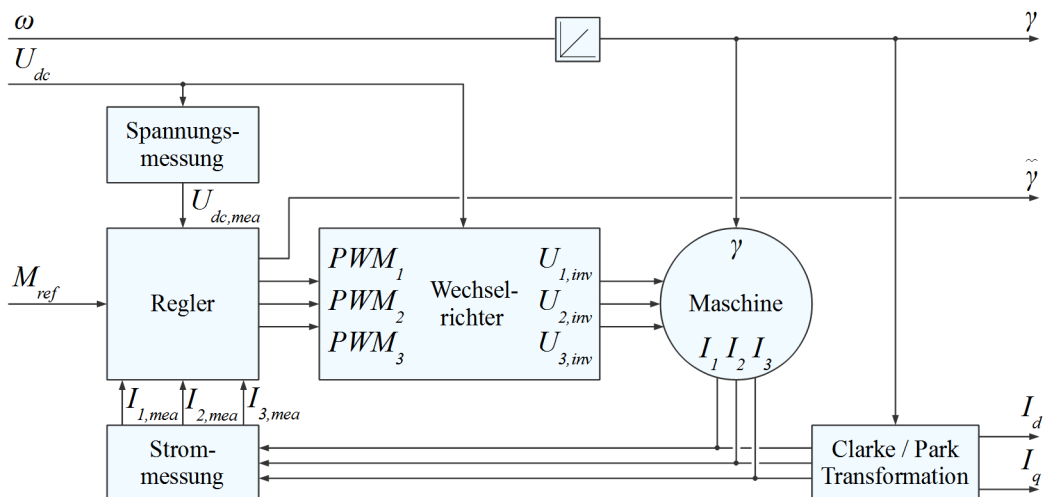 ω
γ
U_dc
Spannungs-
messung
γ̃̃
U_dc,mea
PWM_1
U_1,inv
γ
M_ref
Regler
PWM_2
Wechsel-
richter
U_2,inv
Maschine
PWM_3
U_3,inv
I_1 I_2 I_3
I_1,mea I_2,mea I_3,mea
I_d
Strom-
messung
Clarke / Park
Transformation
I_q